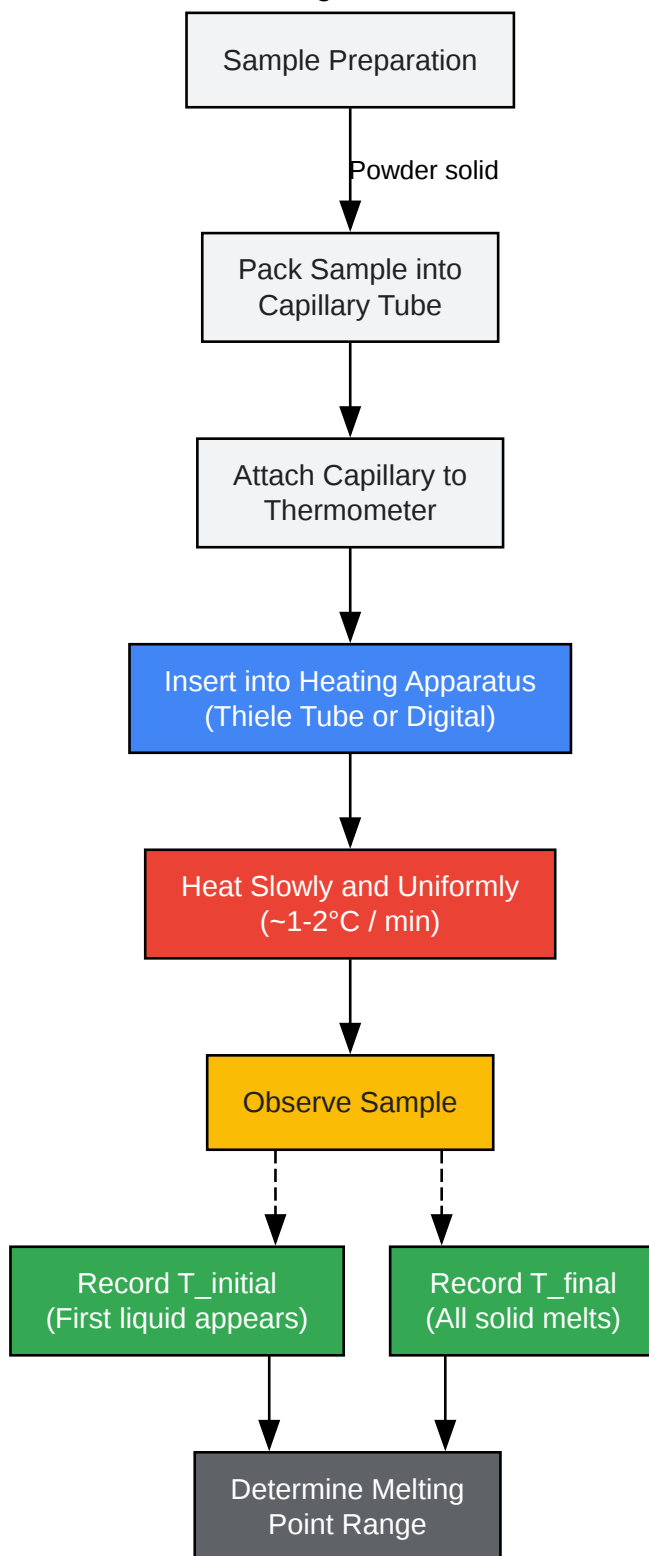 Sample Preparation
Powder solid
Pack Sample into
Capillary Tube
Attach Capillary to
Thermometer
Insert into Heating Apparatus
(Thiele Tube or Digital)
Heat Slowly and Uniformly
(~1-2°C / min)
Observe Sample
Record T_initial
(First liquid appears)
Record T_final
(All solid melts)
Determine Melting
Point Range